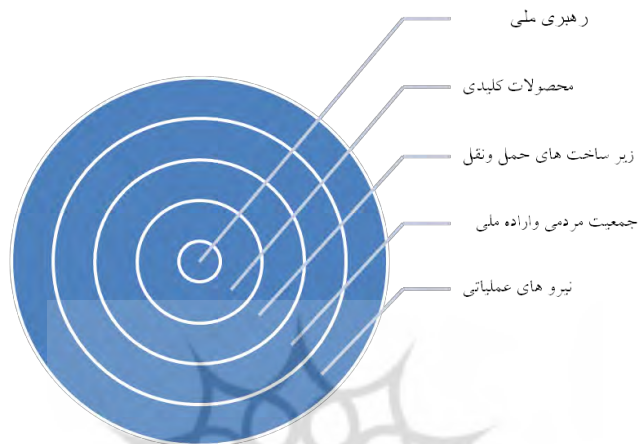 رهبری ملی
محصولات کلیدی
زیر ساخت های حمل ونقل
جمعیت مردمی واراده ملی
نیرو های عملیاتی